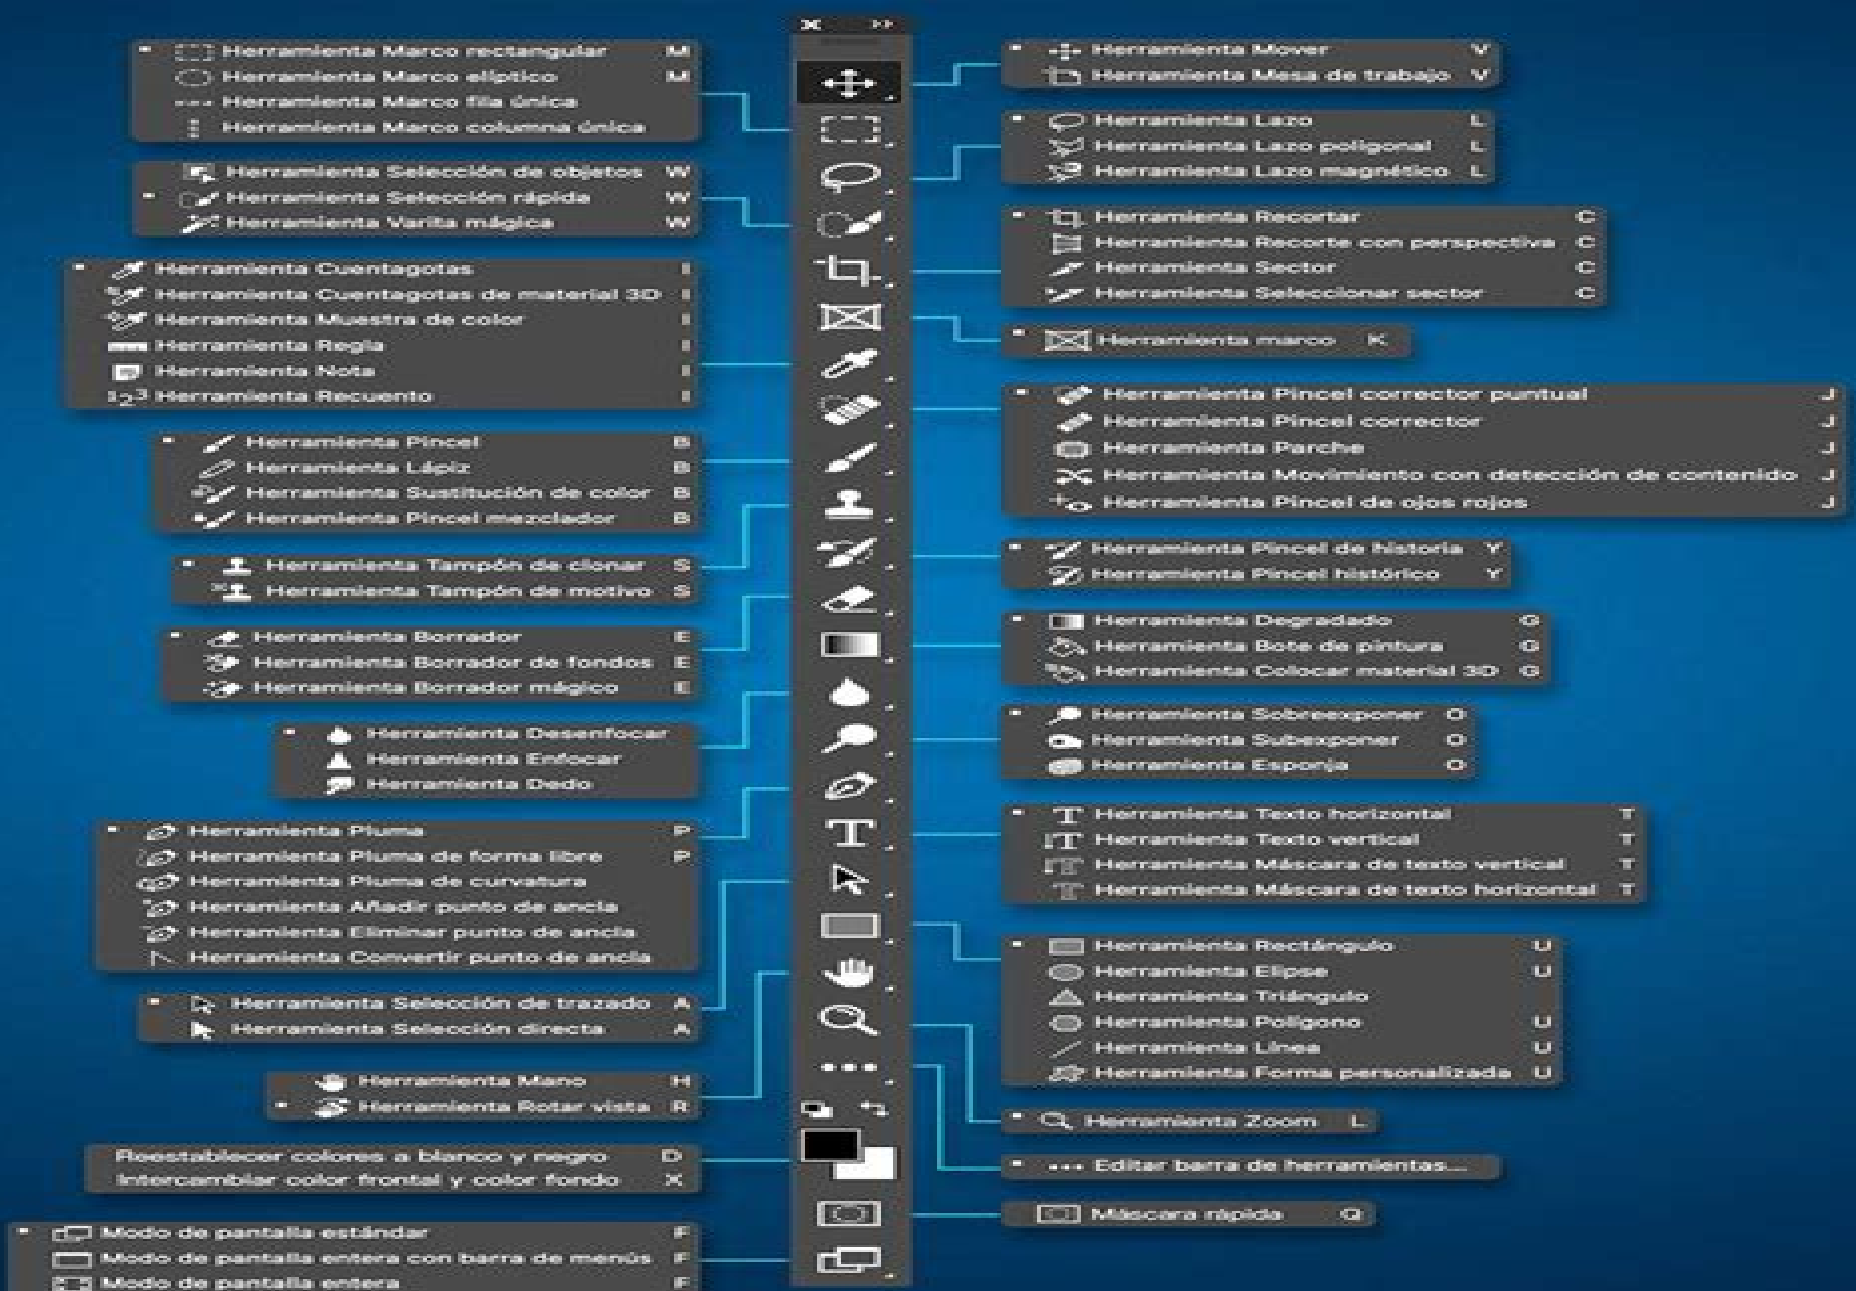 Herramienta Marco rectangular M
Herramienta Marco elíptico M
Herramienta Marco fila única
Herramienta Marco columna única
Herramienta Selección de objetos W
Herramienta Selección rápida W
Herramienta Varita mágica W
Herramienta Cuentagotas I
Herramienta Cuentagotas de material 3D I
Herramienta Muestra de color I
Herramienta Regla I
Herramienta Nota I
Herramienta Recuento I
Herramienta Pincel B
Herramienta Lápiz B
Herramienta Sustitución de color B
Herramienta Pincel mezclador B
Herramienta Tampón de clonar S
Herramienta Tampón de motivo S
Herramienta Borrador E
Herramienta Borrador de fondos E
Herramienta Borrador mágico E
Herramienta Desenfocar
Herramienta Enfocar
Herramienta Dedo
Herramienta Pluma P
Herramienta Pluma de forma libre P
Herramienta Pluma de curvatura
Herramienta Añadir punto de ancla
Herramienta Eliminar punto de ancla
Herramienta Convertir punto de ancla
Herramienta Selección de trazado A
Herramienta Selección directa A
Herramienta Mano H
Herramienta Rotar vista R
Reestablecer colores a blanco y negro D
Intercambiar color frontal y color fondo X
Modo de pantalla estándar F
Modo de pantalla entera con barra de menús F
Modo de pantalla entera F
Herramienta Mover V
Herramienta Mesa de trabajo V
Herramienta Lazo L
Herramienta Lazo poligonal L
Herramienta Lazo magnético L
Herramienta Recortar C
Herramienta Recorte con perspectiva C
Herramienta Sector C
Herramienta Seleccionar sector C
Herramienta marco K
Herramienta Pincel corrector puntual J
Herramienta Pincel corrector J
Herramienta Parche J
Herramienta Movimiento con detección de contenido J
Herramienta Pincel de ojos rojos J
Herramienta Pincel de historia Y
Herramienta Pincel histórico Y
Herramienta Degradado G
Herramienta Bote de pintura G
Herramienta Colocar material 3D G
Herramienta Sobreexponer O
Herramienta Subexponer O
Herramienta Esponja O
Herramienta Texto horizontal T
Herramienta Texto vertical T
Herramienta Máscara de texto vertical T
Herramienta Máscara de texto horizontal T
Herramienta Rectángulo U
Herramienta Elipse U
Herramienta Triángulo
Herramienta Polígono U
Herramienta Línea U
Herramienta Forma personalizada U
Herramienta Zoom L
Editar barra de herramientas...
Máscara rápida Q